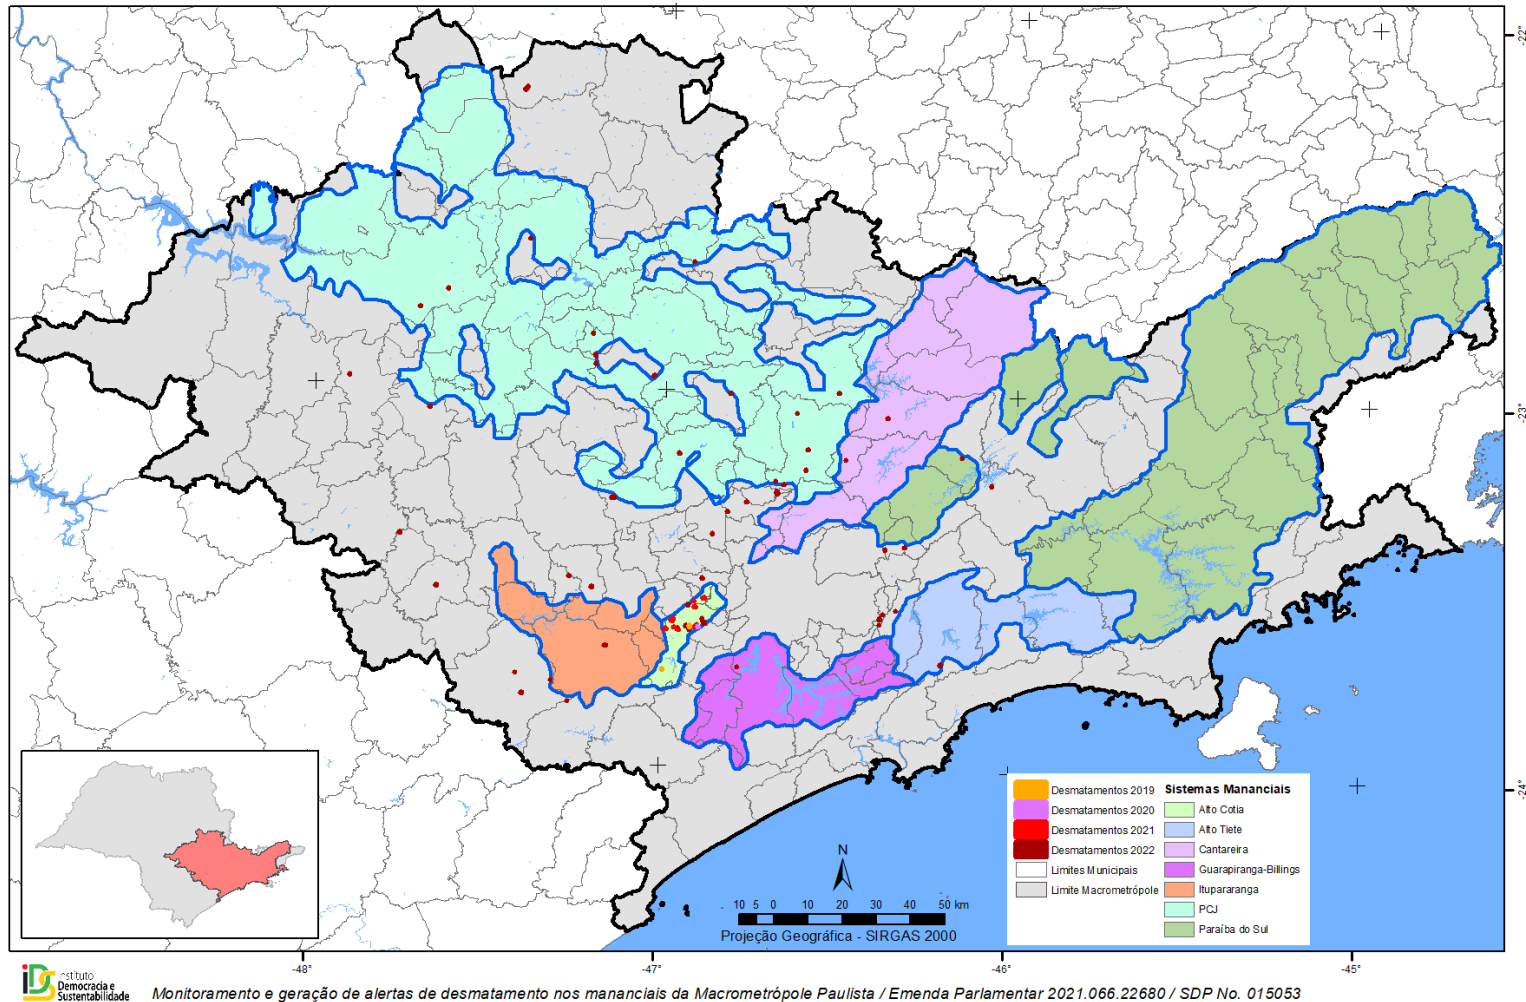 -22°
-23°
-24°
-48°
-47°
-46°
-45°
Desmatamentos 2019
Desmatamentos 2020
Desmatamentos 2021
Desmatamentos 2022
Limites Municipais
Limite Macrometrópole
Sistemas Mananciais
Alto Cotia
Alto Tiete
Cantareira
Guarapiranga-Billings
Itupararanga
PCJ
Paraíba do Sul
N
10 5 0 10 20 30 40 50 km
Projeção Geográfica - SIRGAS 2000
iDS
Instituto
Democracia e
Sustentabilidade
Monitoramento e geração de alertas de desmatamento nos mananciais da Macrometrópole Paulista / Emenda Parlamentar 2021.066.22680 / SDP No. 015053